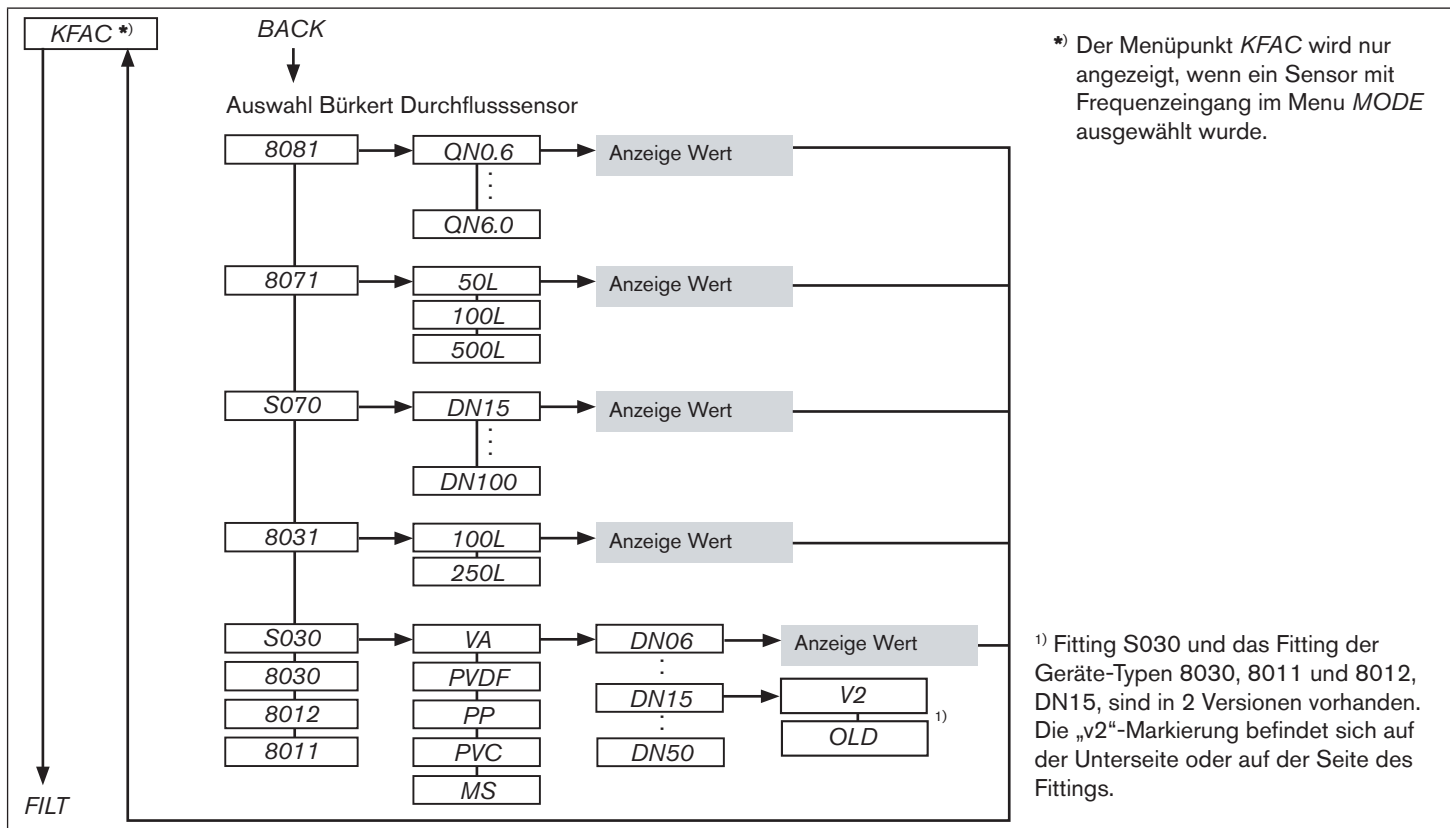 KFAC *)
BACK
Auswahl Bürkert Durchflusssensor
8081
QN0.6
Anzeige Wert
QN6.0
8071
50L
Anzeige Wert
100L
500L
S070
DN15
Anzeige Wert
DN100
8031
100L
Anzeige Wert
250L
S030
VA
DN06
Anzeige Wert
8030
PVDF
8012
PP
DN15
V2
1)
OLD
8011
PVC
DN50
MS
FILT
*) Der Menüpunkt KFAC wird nur
angezeigt, wenn ein Sensor mit
Frequenzeingang im Menu MODE
ausgewählt wurde.
1) Fitting S030 und das Fitting der
Geräte-Typen 8030, 8011 und 8012,
DN15, sind in 2 Versionen vorhanden.
Die „v2“-Markierung befindet sich auf
der Unterseite oder auf der Seite des
Fittings.